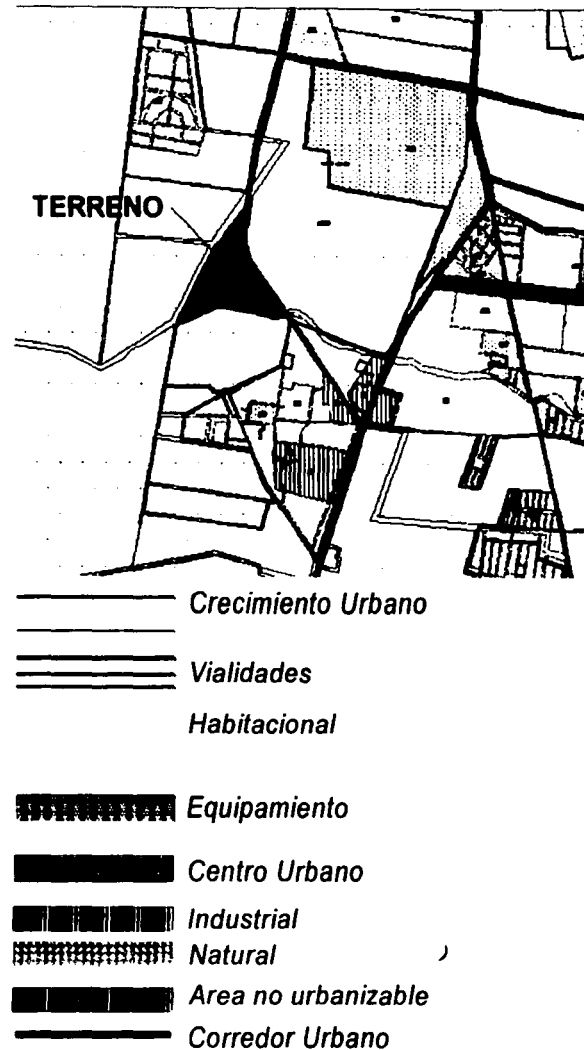 TERRENO
Crecimiento Urbano
Vialidades
Habitacional
Equipamiento
Centro Urbano
Industrial
Natural
Area no urbanizable
Corredor Urbano